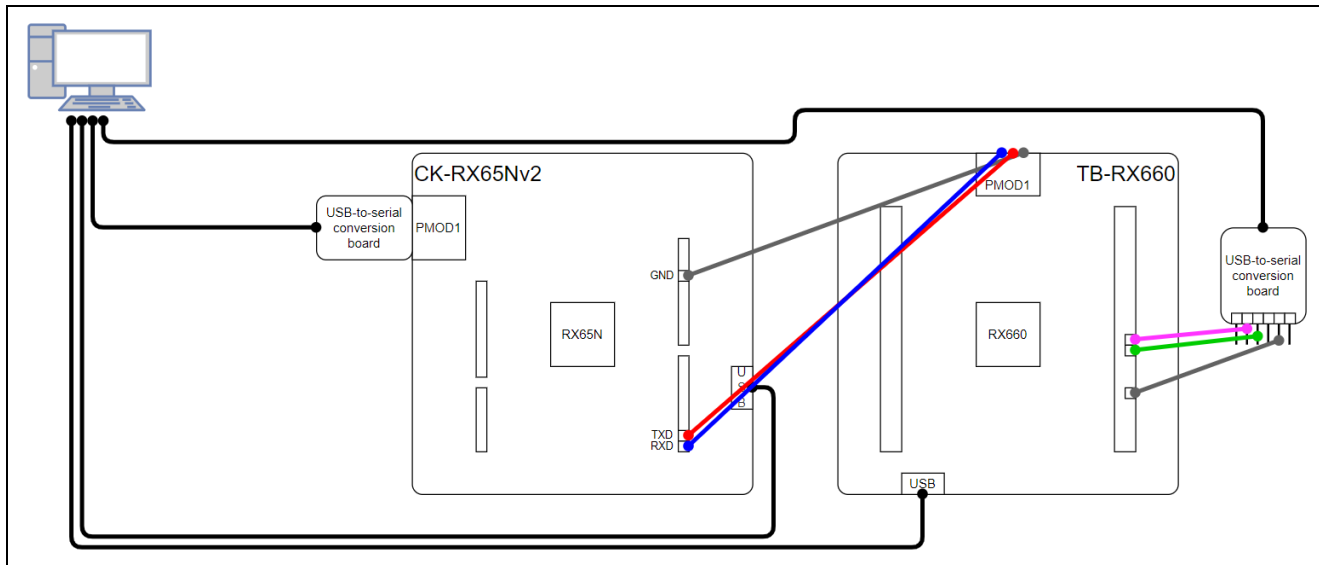 CK-RX65Nv2
TB-RX660
PMOD1
USB-to-serial
conversion
board
PMOD1
USB-to-serial
conversion
board
GND
RX65N
RX660
U
S
B
TXD
RXD
USB